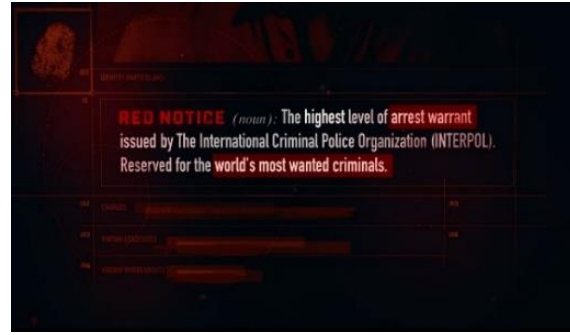 RED NOTICE (noun): The highest level of arrest warrant
issued by The International Criminal Police Organization (INTERPOL).
Reserved for the world's most wanted criminals.